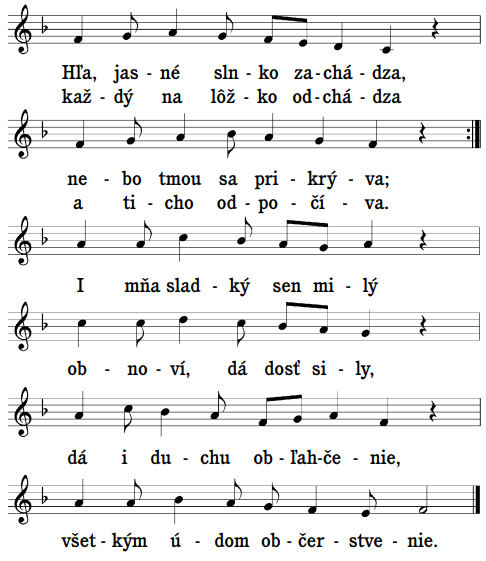 Hľa, jas - né sln - ko za - chá - dza,
kaž - dý na lôž - ko od - chá - dza
ne - bo tmou sa pri - krý - va;
a ti - cho od - po - čí - va.
I mňa slad - ký sen mi - lý
ob - no - ví, dá dosť si - ly,
dá i du - chu ob - ľah - če - nie,
všet - kým ú - dom ob - čer - stve - nie.